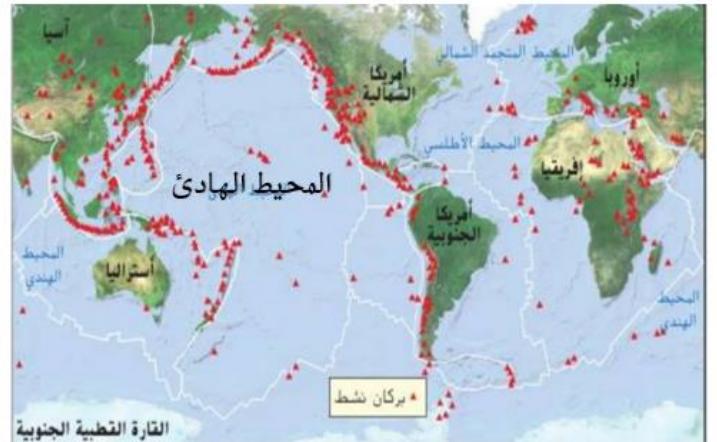 آسيا
المحيط المتجمد الشمالي
أمريكا
الشمالية
أوروبا
المحيط الأطلسي
إفريقيا
المحيط الهادئ
أمريكا
الجنوبية
المحيط
الهندي
أستراليا
المحيط
الهندي
بركان نشط
القارة القطبية الجنوبية